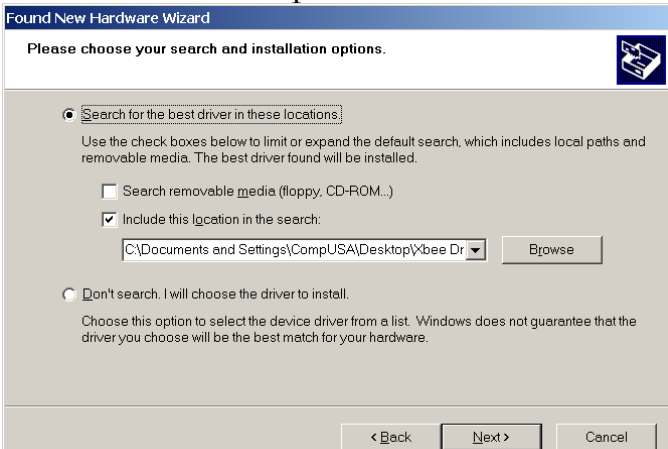 Found New Hardware Wizard
Please choose your search and installation options.
Search for the best driver in these locations.
Use the check boxes below to limit or expand the default search, which includes local paths and
removable media. The best driver found will be installed.
Search removable media (floppy, CD-ROM...)
Include this location in the search:
C:\Documents and Settings\CompUSA\Desktop\Xbee Dr
Browse
Don't search. I will choose the driver to install.
Choose this option to select the device driver from a list. Windows does not guarantee that the
driver you choose will be the best match for your hardware.
< Back Next > Cancel